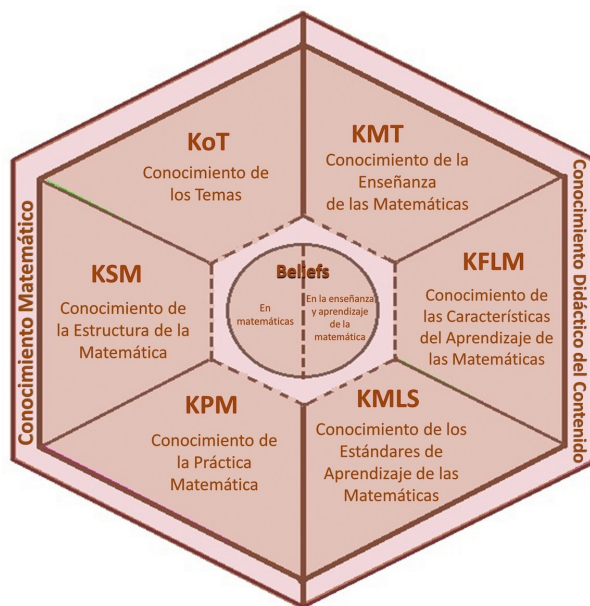 KoT
Conocimiento de
los Temas
KMT
Conocimiento de la
Enseñanza
de las Matemáticas
Conocimiento Matemático
KSM
Conocimiento de
la Estructura de la
Matemática
Beliefs
En
matemáticas
En la enseñanza
y aprendizaje
de la
matemática
KFLM
Conocimiento de
las Características
del Aprendizaje de
las Matemáticas
Conocimiento Didáctico del Contenido
KPM
Conocimiento de
la Práctica
Matemática
KMLS
Conocimiento de los
Estándares de
Aprendizaje de las
Matemáticas